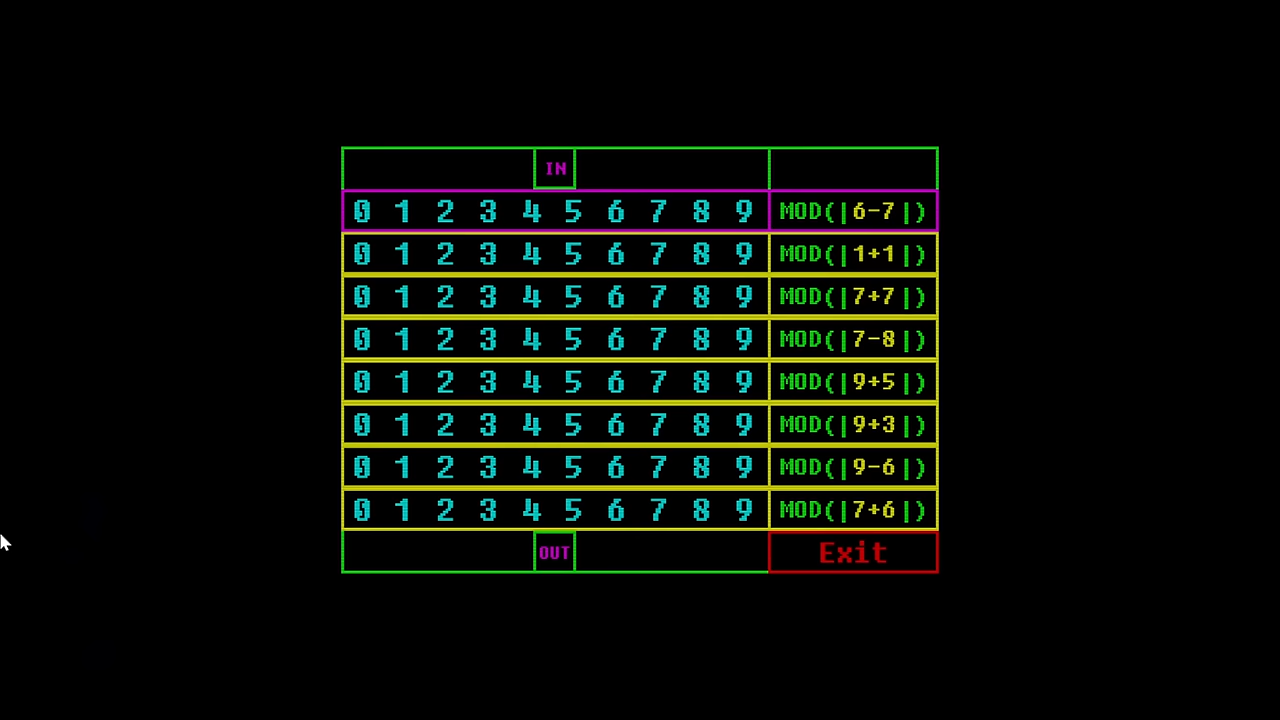 IN
0 1 2 3 4 5 6 7 8 9 MOD(|6-7|)
0 1 2 3 4 5 6 7 8 9 MOD(|1+1|)
0 1 2 3 4 5 6 7 8 9 MOD(|7+7|)
0 1 2 3 4 5 6 7 8 9 MOD(|7-8|)
0 1 2 3 4 5 6 7 8 9 MOD(|9+5|)
0 1 2 3 4 5 6 7 8 9 MOD(|9+3|)
0 1 2 3 4 5 6 7 8 9 MOD(|9-6|)
0 1 2 3 4 5 6 7 8 9 MOD(|7+6|)
OUT Exit